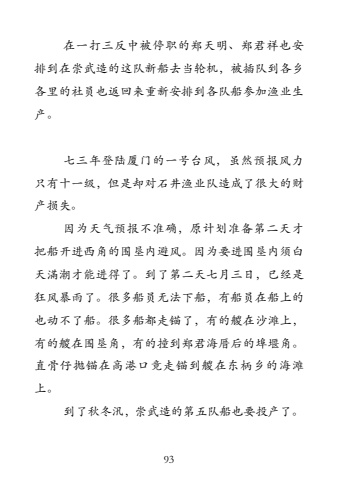 在一打三反中被停职的郑天明、郑君祥也安
排到在崇武造的这队新船去当轮机，被插队到各乡
各里的社员也返回来重新安排到各队船参加渔业生
产。
七三年登陆厦门的一号台风，虽然预报风力
只有十一级，但是却对石井渔业队造成了很大的财
产损失。
因为天气预报不准确，原计划准备第二天才
把船开进西角的围垦内避风。因为要进围垦内须白
天满潮才能进得了。到了第二天七月三日，已经是
狂风暴雨了。很多船员无法下船，有船员在船上的
也动不了船。很多船都走锚了，有的艘在沙滩上，
有的艘在围垦角，有的撞到郑君海厝后的埠堰角。
直骨仔抛锚在高港口竟走锚到艘在东柄乡的海滩
上。
到了秋冬汛，崇武造的第五队船也要投产了。
93